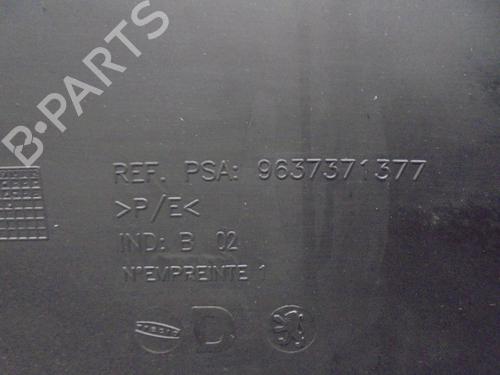 B·PARTS
REF. PSA: 9637371377
>P/E<
IND: B 02
N°EMPREINTE 1
D